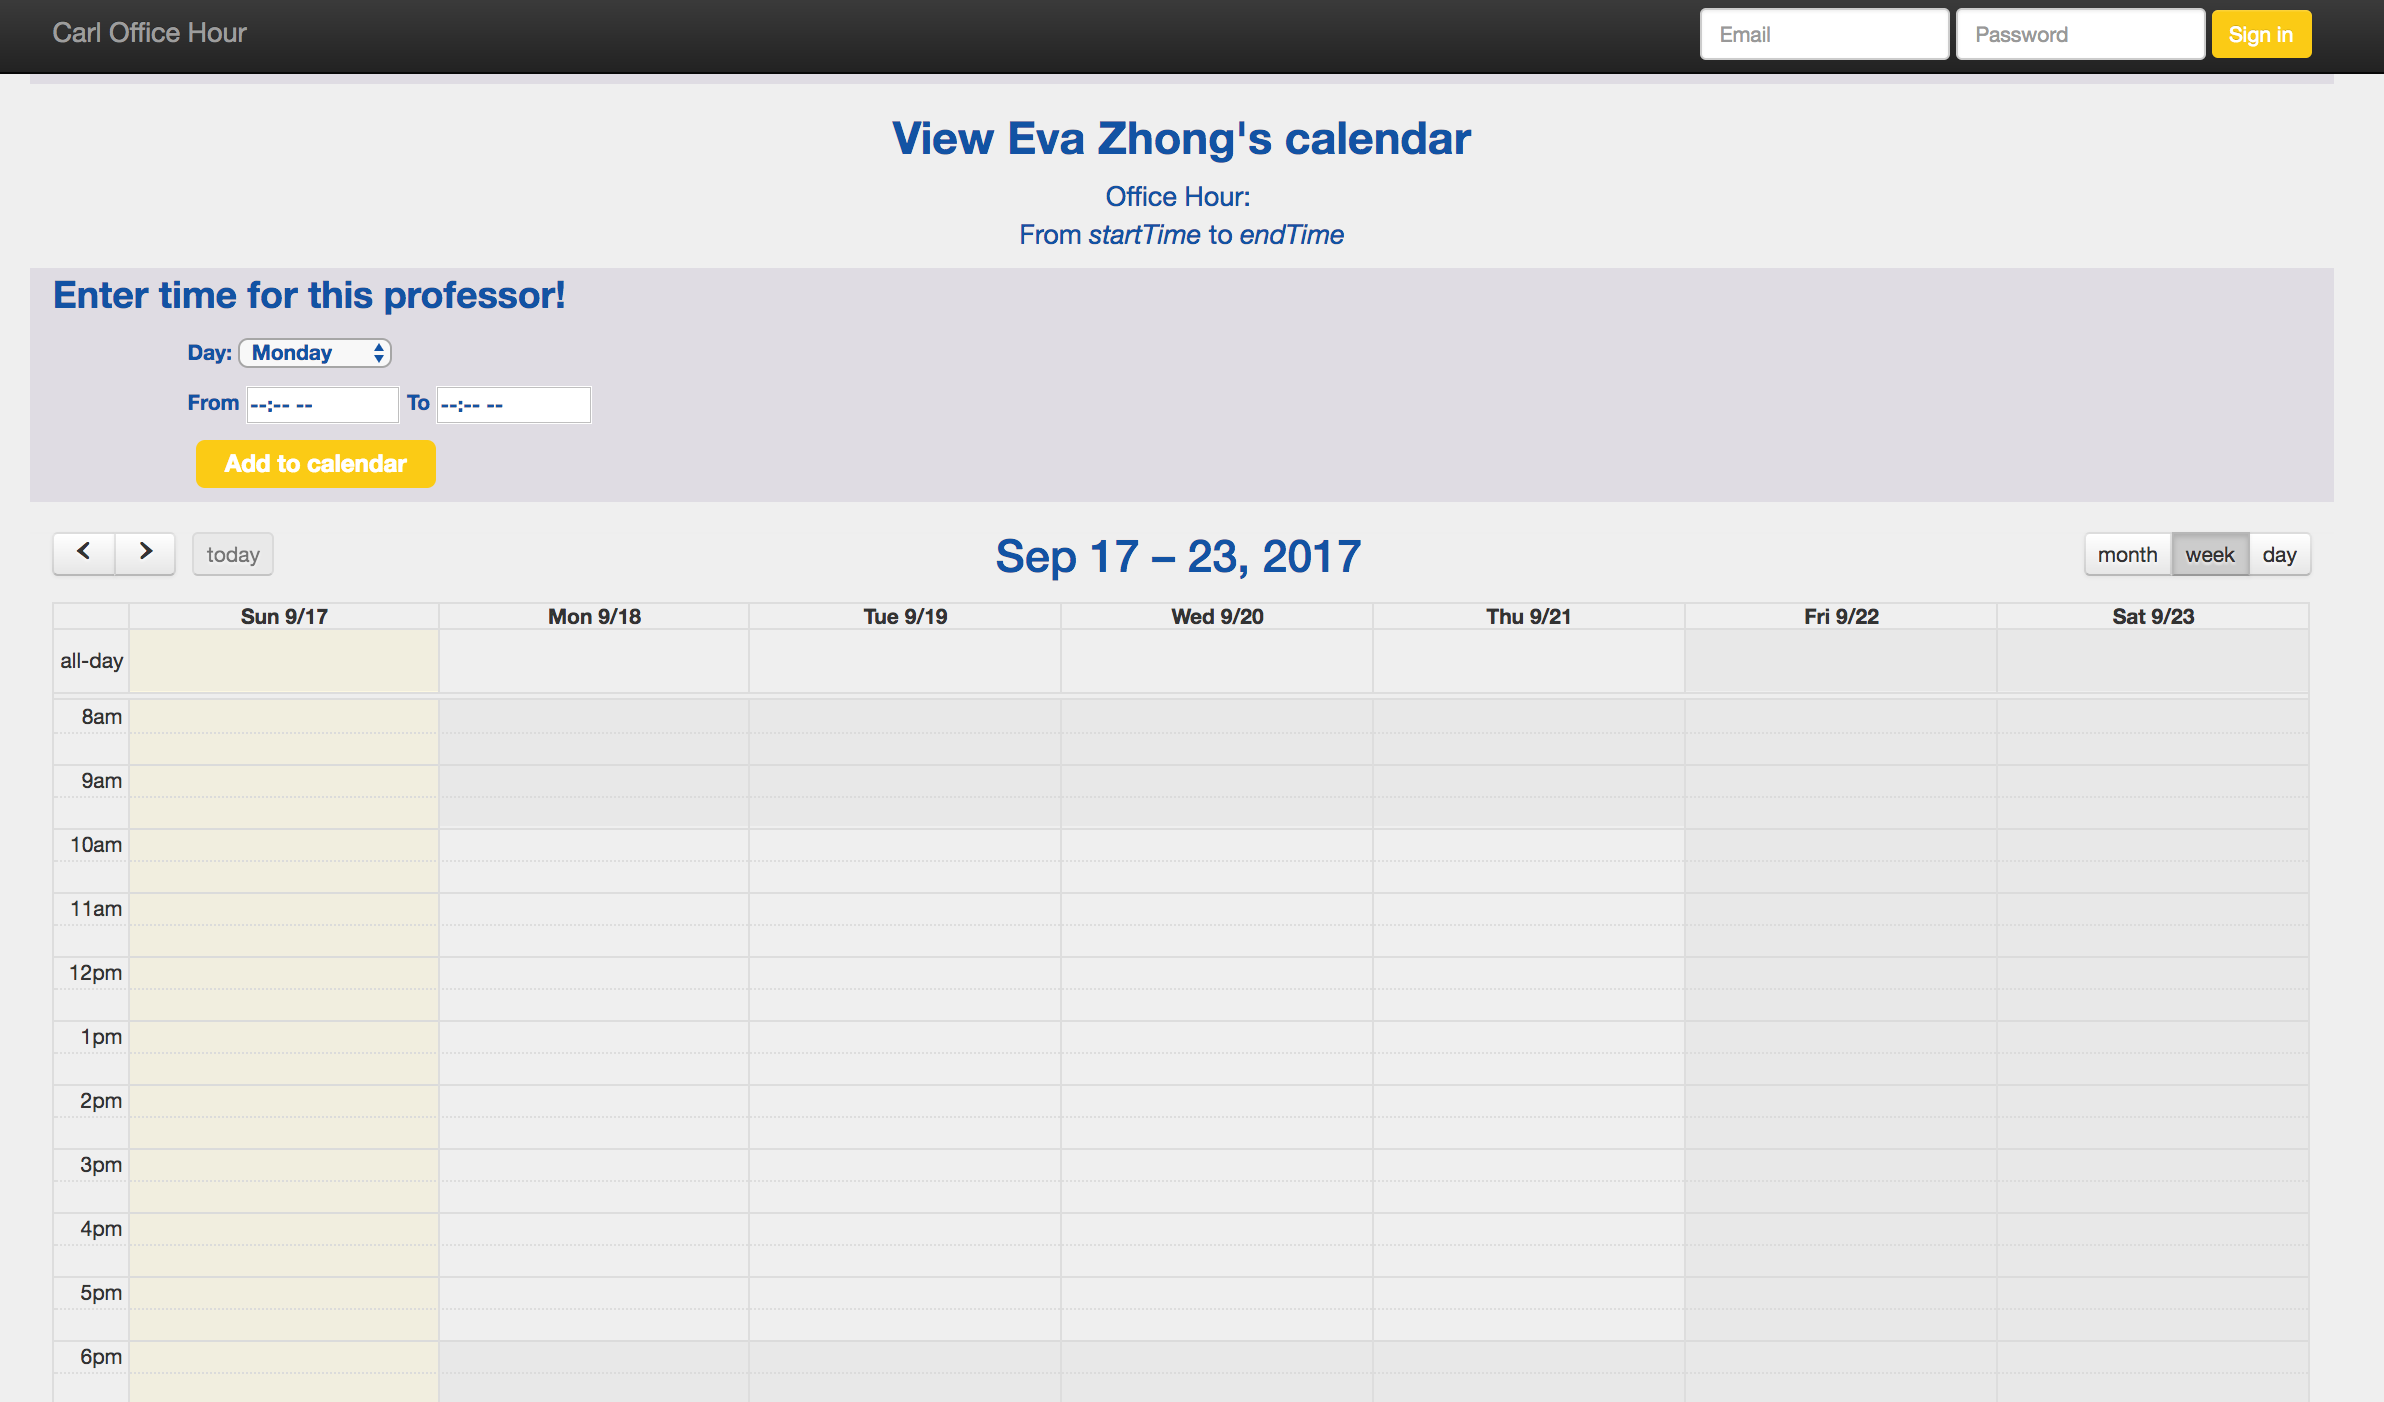 Carl Office Hour Email Password Sign in
View Eva Zhong's calendar
Office Hour:
From startTime to endTime
Enter time for this professor!
Day: Monday
From --:-- -- To --:-- --
Add to calendar
< > today Sep 17 – 23, 2017 month week day
Sun 9/17 Mon 9/18 Tue 9/19 Wed 9/20 Thu 9/21 Fri 9/22 Sat 9/23
all-day
8am
9am
10am
11am
12pm
1pm
2pm
3pm
4pm
5pm
6pm